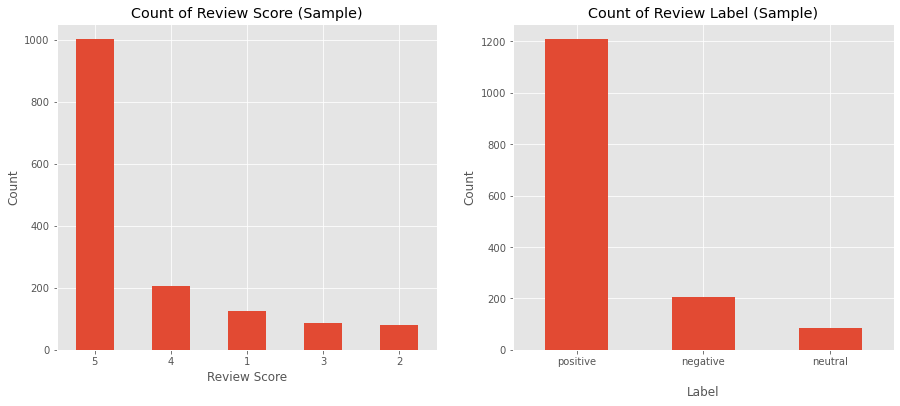 Count of Review Score (Sample)
1000
800
600
400
200
0
Count
5 4 1 3 2
Review Score
Count of Review Label (Sample)
1200
1000
800
600
400
200
0
Count
positive negative neutral
Label